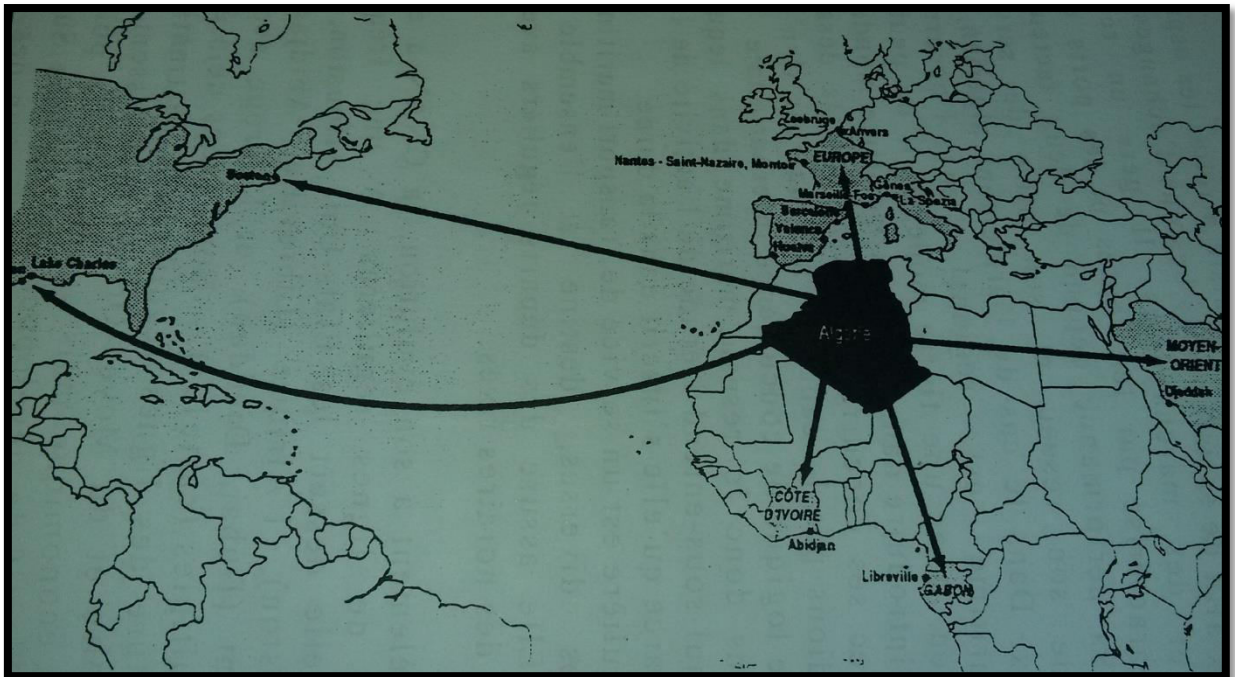 Zeebruge
Anvers
Nantes - Saint-Nazaire, Montoir
EUROPE
Gênes
Marseille-Fos
La Spezia
Boston
Barcelone
Valence
Huelva
Lake Charles
Algérie
MOYEN-
ORIENT
Djeddah
CÔTE
D'IVOIRE
Abidjan
Libreville
GABON